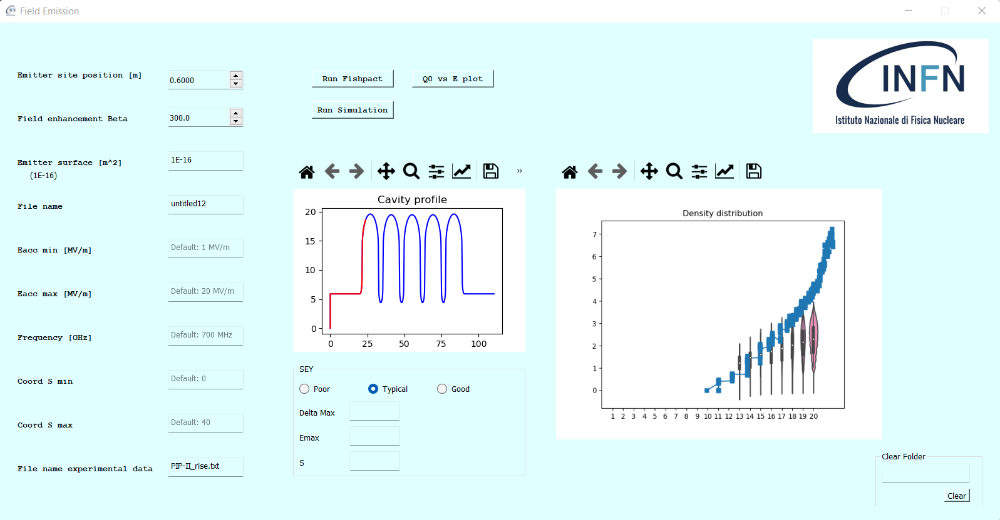 Field Emission
Emitter site position [m]
0.6000
Run Fishpact
Q0 vs E plot
Field enhancement Beta
300.0
Run Simulation
INFN
Istituto Nazionale di Fisica Nucleare
Emitter surface [m^2]
(1E-16)
1E-16
File name
untitled12
Eacc min [MV/m]
Default: 1 MV/m
Eacc max [MV/m]
Default: 20 MV/m
Frequency [GHz]
Default: 700 MHz
Coord S min
Default: 0
Coord S max
Default: 40
File name experimental data
PIP-II_rise.txt
»
Cavity profile
20
15
10
5
0
0 25 50 75 100
Density distribution
7
6
5
4
3
2
1
0
1 2 3 4 5 6 7 8 9 10 11 12 13 14 15 16 17 18 19 20
SEY
Poor Typical Good
Delta Max
Emax
S
Clear Folder
Clear